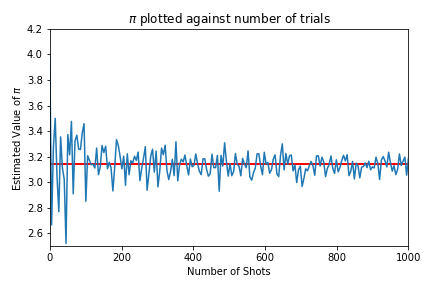 π plotted against number of trials
4.2
4.0
3.8
3.6
3.4
3.2
3.0
2.8
2.6
Estimated Value of π
0 200 400 600 800 1000
Number of Shots